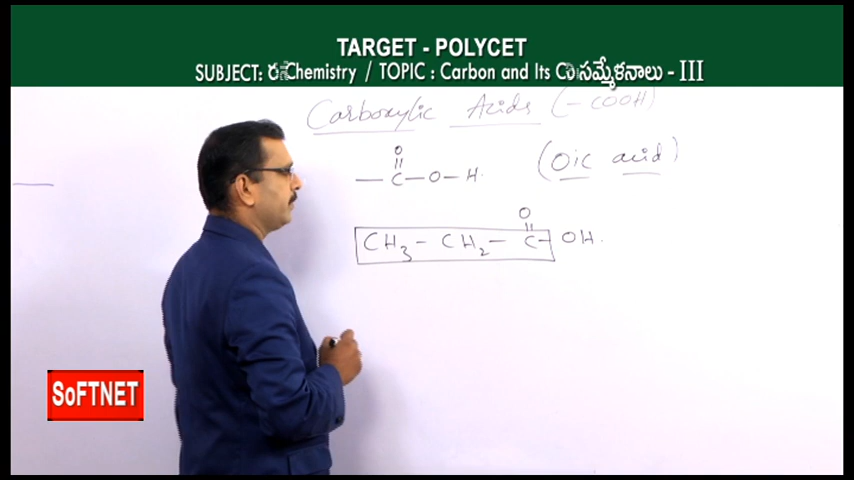 TARGET - POLYCET
SUBJECT: Chemistry / TOPIC : Carbon and Its సమ్మేళనాలు - III
Carboxylic Acids (-COOH)
O
||
— C — O — H.
(Oic acid)
O
||
CH₃ — CH₂ — C — OH.
SoFTNET